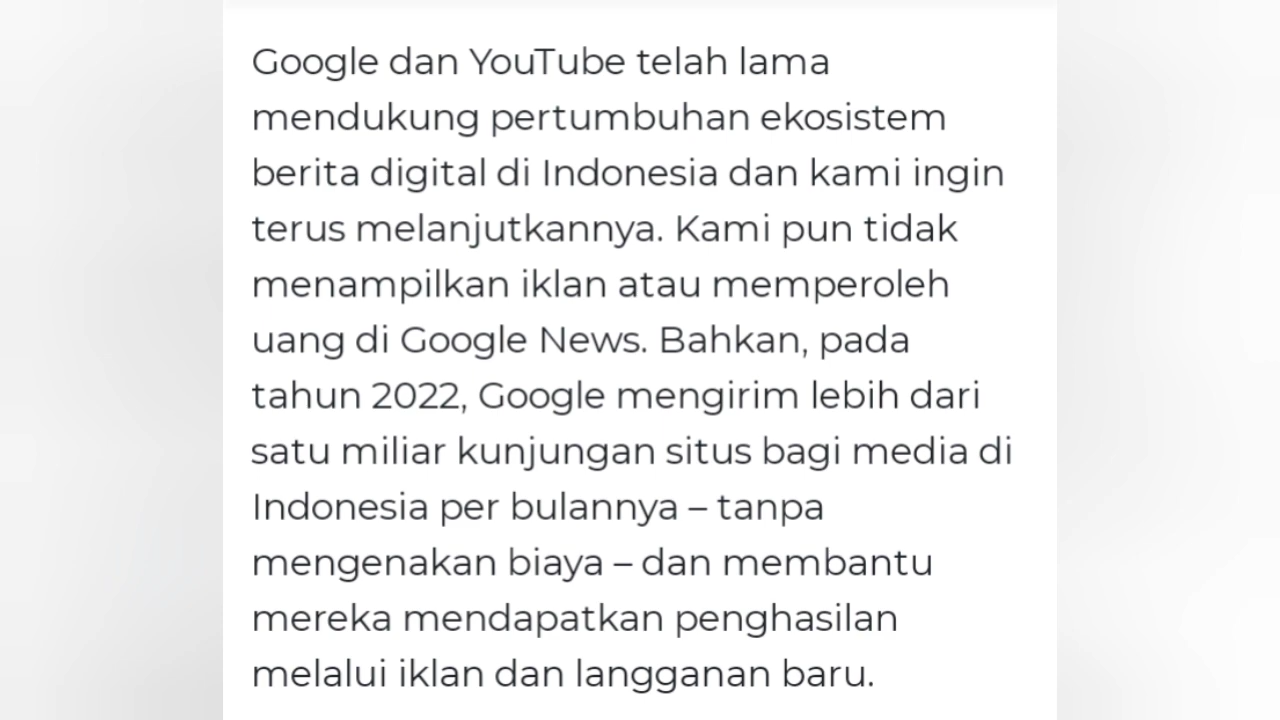 Google dan YouTube telah lama
mendukung pertumbuhan ekosistem
berita digital di Indonesia dan kami ingin
terus melanjutkannya. Kami pun tidak
menampilkan iklan atau memperoleh
uang di Google News. Bahkan, pada
tahun 2022, Google mengirim lebih dari
satu miliar kunjungan situs bagi media di
Indonesia per bulannya – tanpa
mengenakan biaya – dan membantu
mereka mendapatkan penghasilan
melalui iklan dan langganan baru.